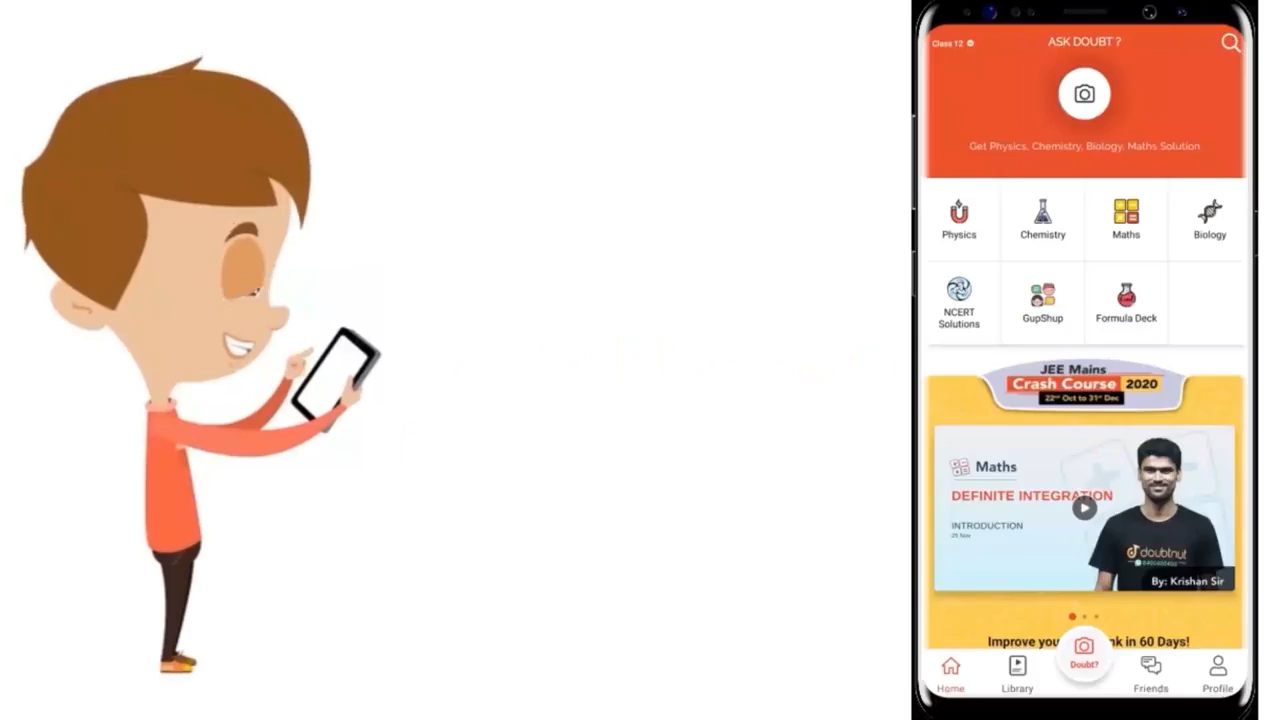 Class 12
ASK DOUBT ?
Get Physics, Chemistry, Biology, Maths Solution
Physics
Chemistry
Maths
Biology
NCERT
Solutions
GupShup
Formula Deck
JEE Mains
Crash Course 2020
22nd Oct to 31st Dec
Maths
DEFINITE INTEGRATION
INTRODUCTION
doubtnut
By: Krishan Sir
in 60 Days!
Doubt?
Home
Library
Friends
Profile